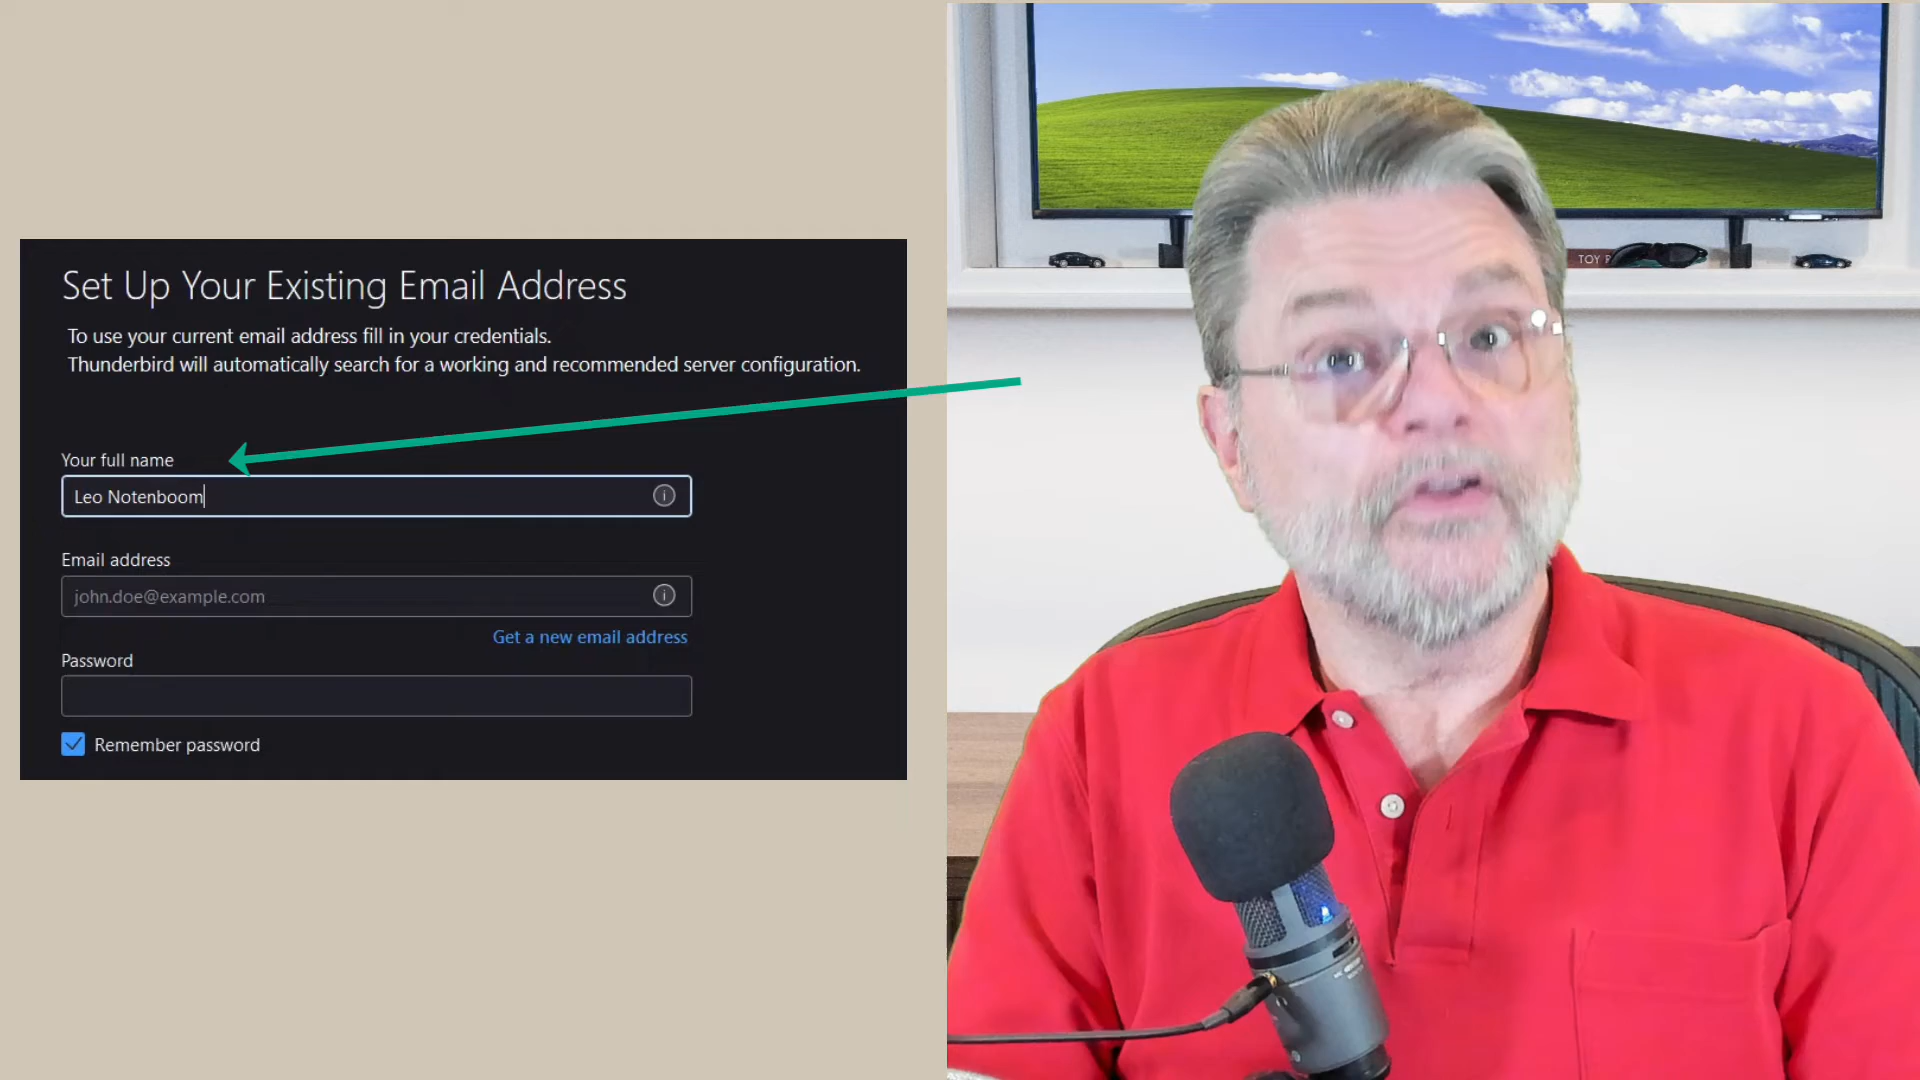 Set Up Your Existing Email Address
To use your current email address fill in your credentials.
Thunderbird will automatically search for a working and recommended server configuration.
Your full name
Leo Notenboom
Email address
john.doe@example.com
Get a new email address
Password
Remember password
TOY